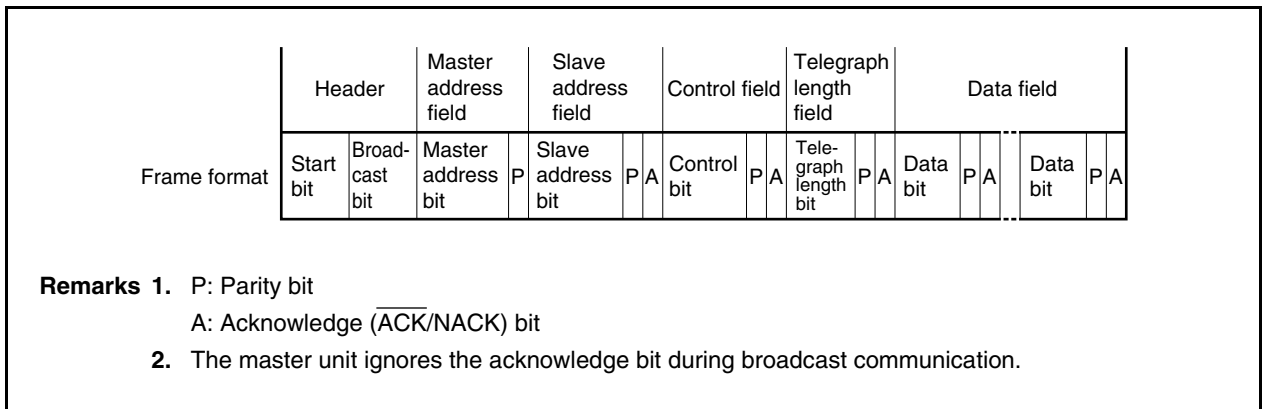 Header
Master
address
field
Slave
address
field
Control field
Telegraph
length
field
Data field
Frame format
Start
bit
Broad-
cast
bit
Master
address
bit
P
Slave
address
bit
P
A
Control
bit
P
A
Tele-
graph
length
bit
P
A
Data
bit
P
A
Data
bit
P
A
Remarks 1. P: Parity bit
A: Acknowledge (A̅C̅K̅/NACK) bit
2. The master unit ignores the acknowledge bit during broadcast communication.